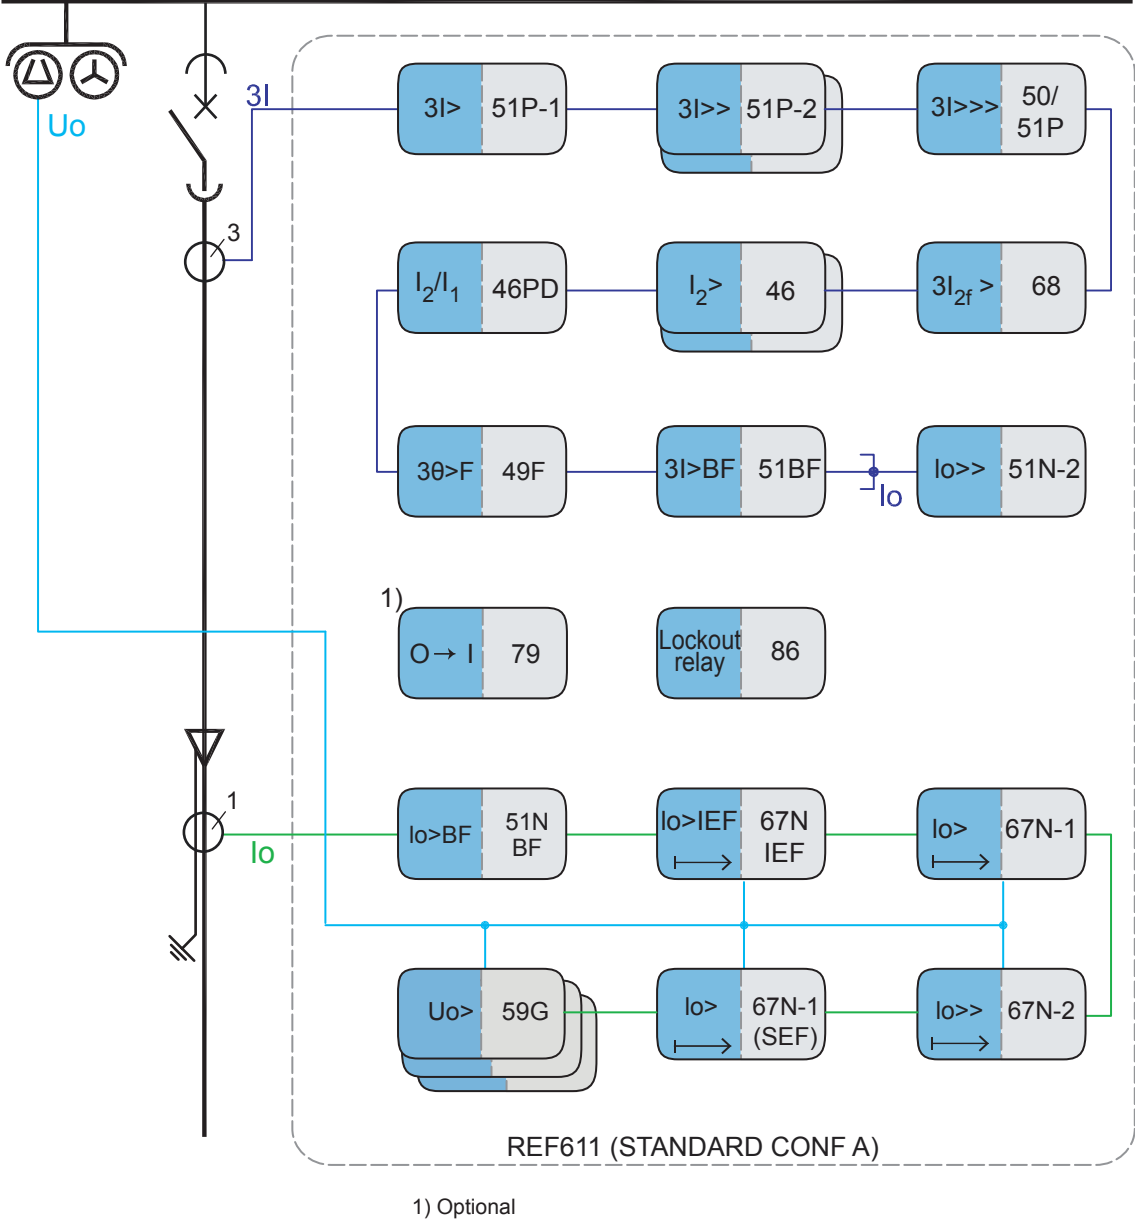 Uo
3I
3
3I> 51P-1
3I>> 51P-2
3I>>> 50/
51P
I2/I1 46PD
I2> 46
3I2f > 68
3θ>F 49F
3I>BF 51BF
Io
Io>> 51N-2
1)
O→ I 79
Lockout
relay
86
1
Io
Io>BF 51N
BF
Io>IEF 67N
IEF
Io> 67N-1
Uo> 59G
Io> 67N-1
(SEF)
Io>> 67N-2
REF611 (STANDARD CONF A)
1) Optional